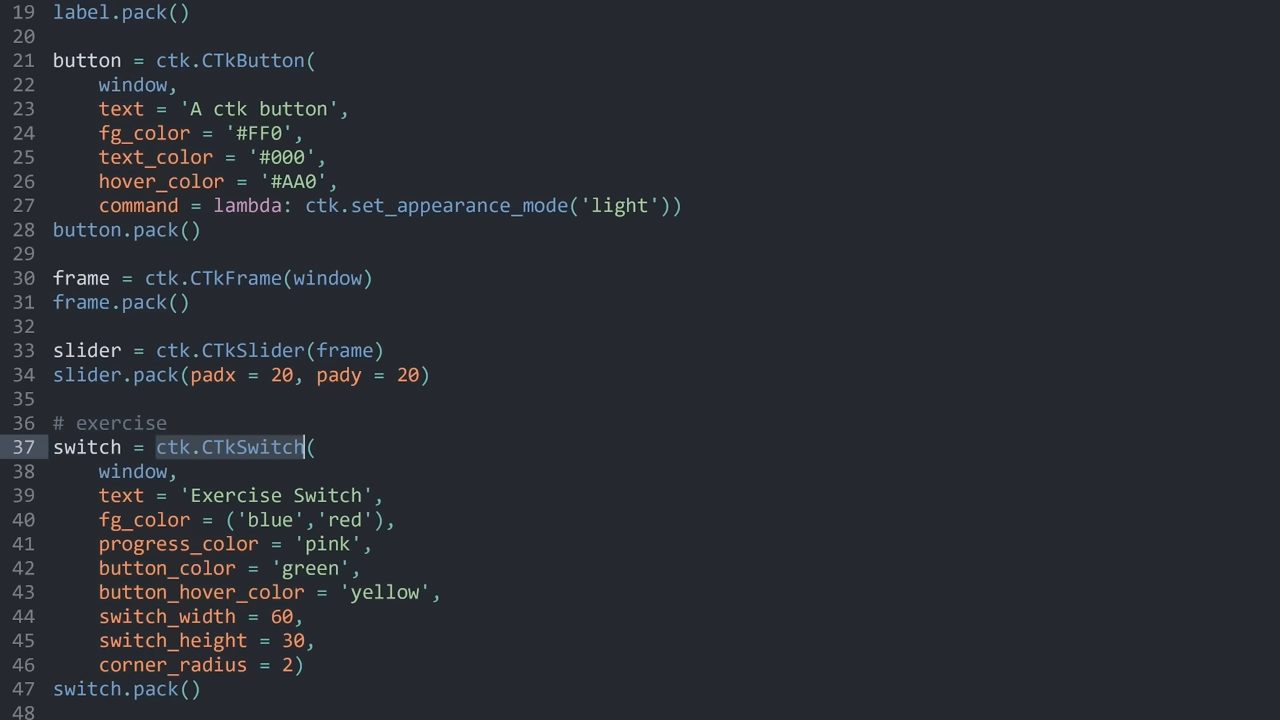 19 label.pack()
20
21 button = ctk.CTkButton(
22     window,
23     text = 'A ctk button',
24     fg_color = '#FF0',
25     text_color = '#000',
26     hover_color = '#AA0',
27     command = lambda: ctk.set_appearance_mode('light'))
28 button.pack()
29
30 frame = ctk.CTkFrame(window)
31 frame.pack()
32
33 slider = ctk.CTkSlider(frame)
34 slider.pack(padx = 20, pady = 20)
35
36 # exercise
37 switch = ctk.CTkSwitch(
38     window,
39     text = 'Exercise Switch',
40     fg_color = ('blue','red'),
41     progress_color = 'pink',
42     button_color = 'green',
43     button_hover_color = 'yellow',
44     switch_width = 60,
45     switch_height = 30,
46     corner_radius = 2)
47 switch.pack()
48